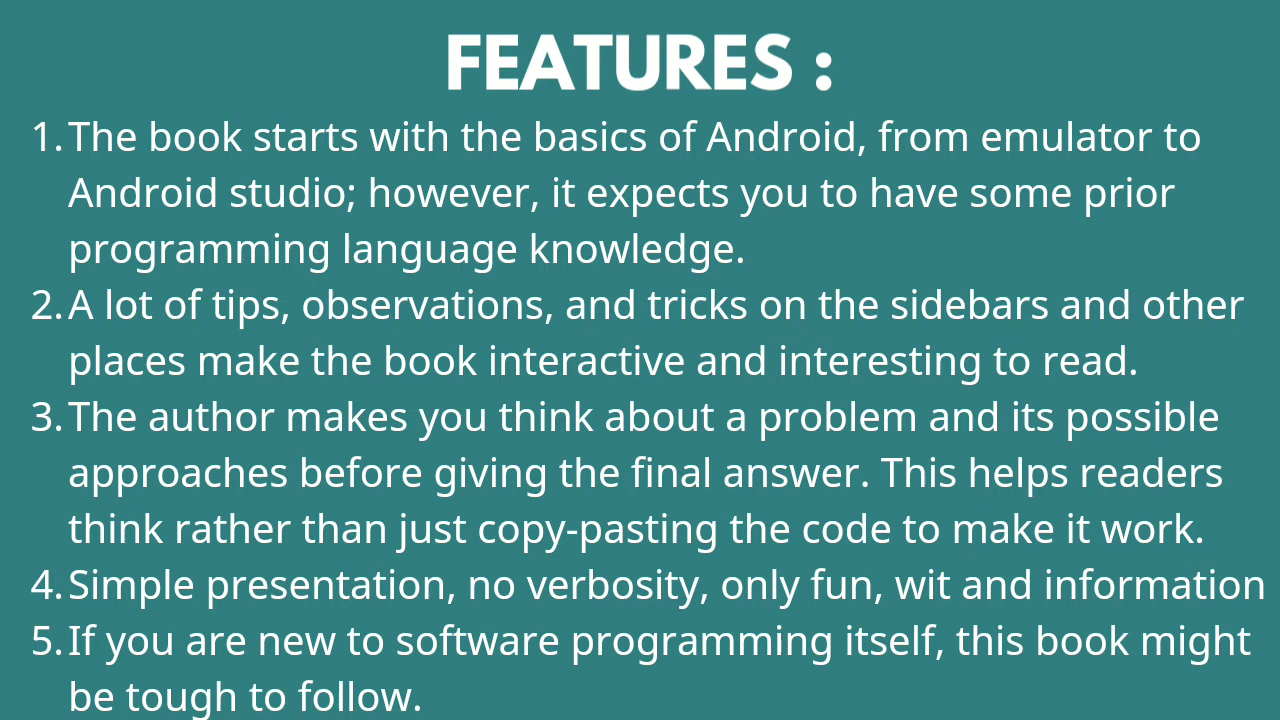 FEATURES :
1. The book starts with the basics of Android, from emulator to
Android studio; however, it expects you to have some prior
programming language knowledge.
2. A lot of tips, observations, and tricks on the sidebars and other
places make the book interactive and interesting to read.
3. The author makes you think about a problem and its possible
approaches before giving the final answer. This helps readers
think rather than just copy-pasting the code to make it work.
4. Simple presentation, no verbosity, only fun, wit and information
5. If you are new to software programming itself, this book might
be tough to follow.